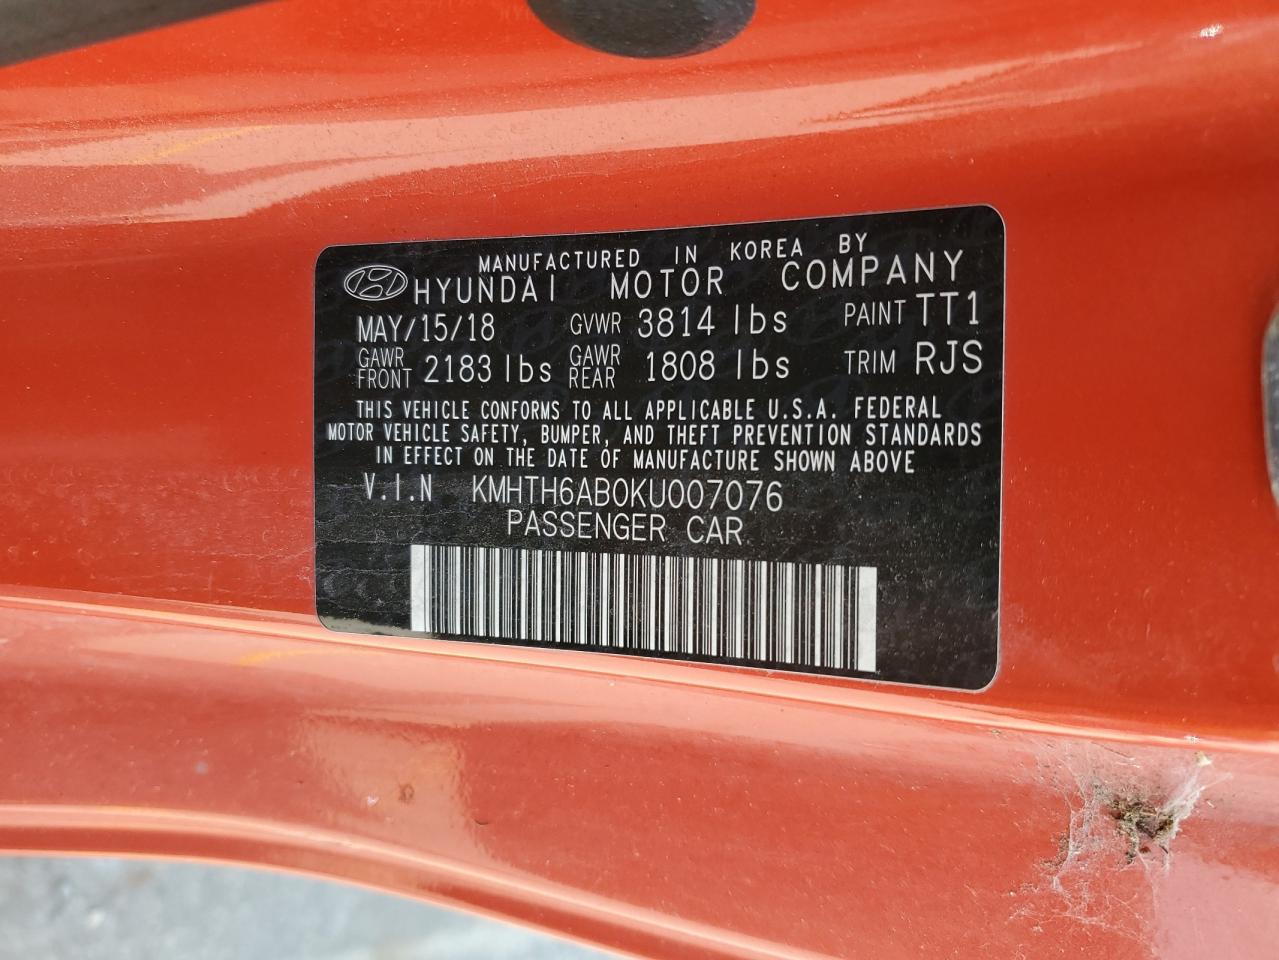 MANUFACTURED IN KOREA BY
HYUNDAI MOTOR COMPANY
MAY/15/18 GVWR 3814 lbs PAINT TT1
GAWR FRONT 2183 lbs GAWR REAR 1808 lbs TRIM RJS
THIS VEHICLE CONFORMS TO ALL APPLICABLE U.S.A. FEDERAL
MOTOR VEHICLE SAFETY, BUMPER, AND THEFT PREVENTION STANDARDS
IN EFFECT ON THE DATE OF MANUFACTURE SHOWN ABOVE
V.I.N KMHTH6AB0KU007076
PASSENGER CAR